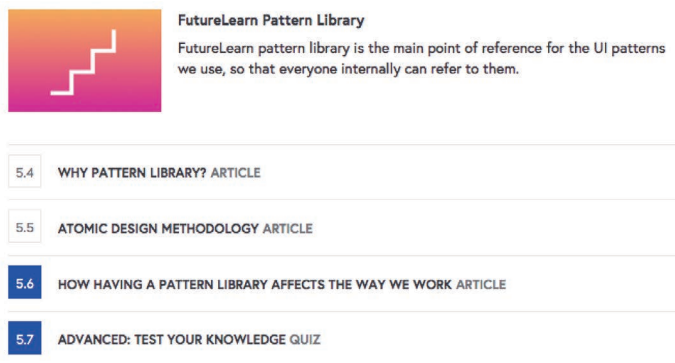 FutureLearn Pattern Library
FutureLearn pattern library is the main point of reference for the UI patterns
we use, so that everyone internally can refer to them.
5.4 WHY PATTERN LIBRARY? ARTICLE
5.5 ATOMIC DESIGN METHODOLOGY ARTICLE
5.6 HOW HAVING A PATTERN LIBRARY AFFECTS THE WAY WE WORK ARTICLE
5.7 ADVANCED: TEST YOUR KNOWLEDGE QUIZ